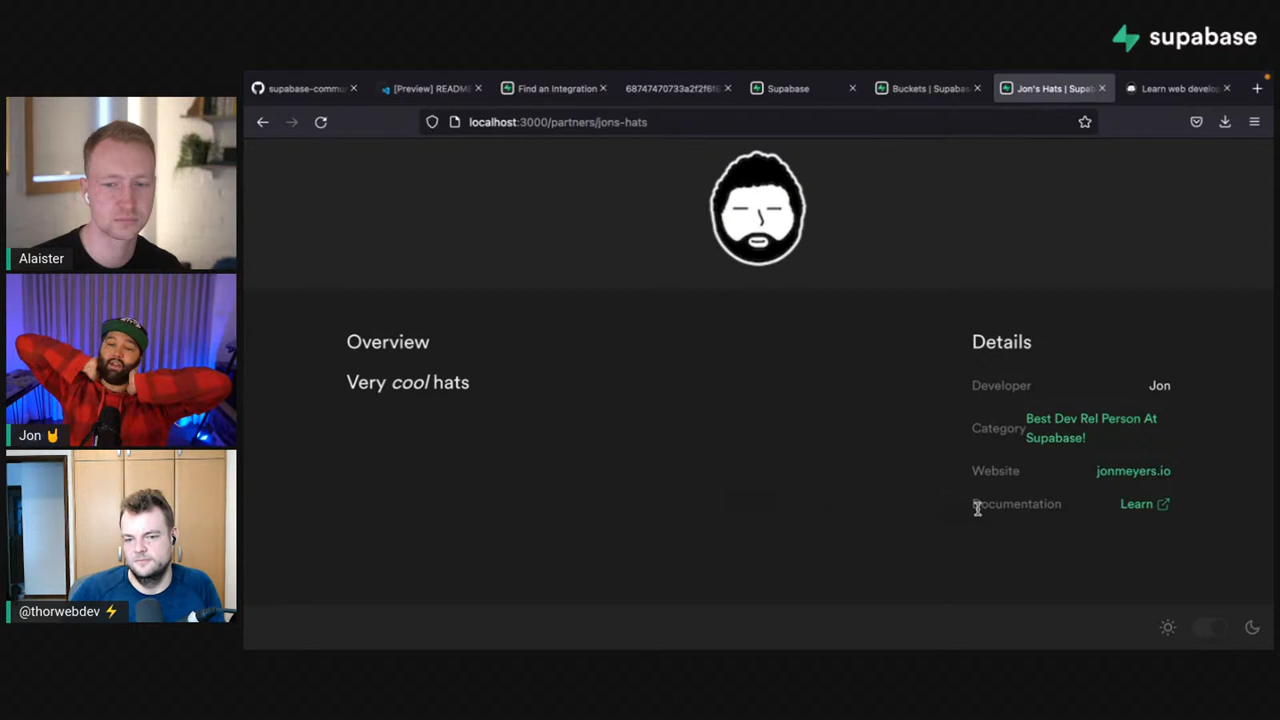 supabase
supabase-commu
[Preview] READM
Find an Integration
68747470733a2f2f6
Supabase
Buckets | Supabas
Jon's Hats | Supab
Learn web develo
localhost:3000/partners/jons-hats
Alaister
Jon
@thorwebdev
Overview
Very cool hats
Details
Developer
Jon
Category
Best Dev Rel Person At
Supabase!
Website
jonmeyers.io
Documentation
Learn